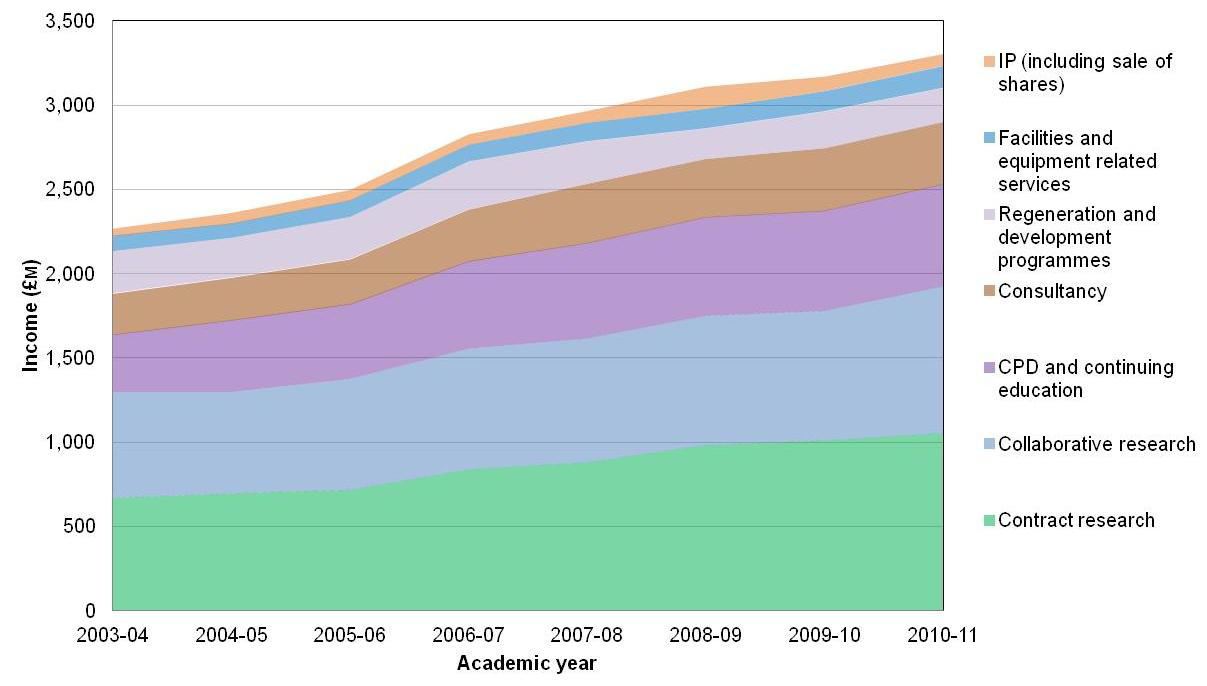 3,500
3,000
2,500
2,000
1,500
1,000
500
0
Income (£M)
2003-04 2004-05 2005-06 2006-07 2007-08 2008-09 2009-10 2010-11
Academic year
IP (including sale of
shares)
Facilities and
equipment related
services
Regeneration and
development
programmes
Consultancy
CPD and continuing
education
Collaborative research
Contract research